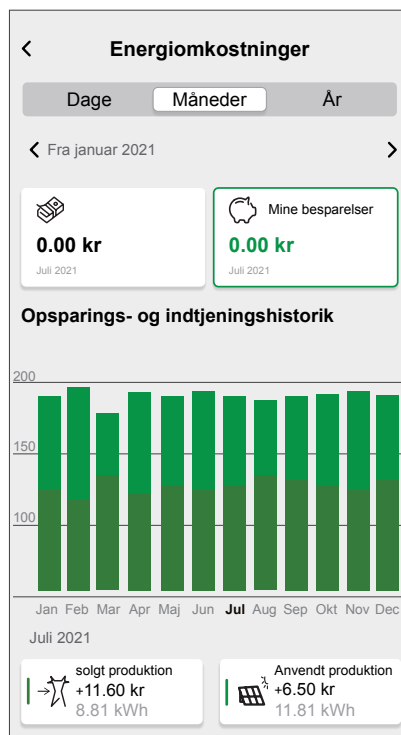 Energiomkostninger
Dage Måneder År
Fra januar 2021
Mine besparelser
0.00 kr 0.00 kr
Juli 2021 Juli 2021
Opsparings- og indtjeningshistorik
200
150
100
Jan Feb Mar Apr Maj Jun Jul Aug Sep Okt Nov Dec
Juli 2021
solgt produktion
+11.60 kr
8.81 kWh
Anvendt produktion
+6.50 kr
11.81 kWh